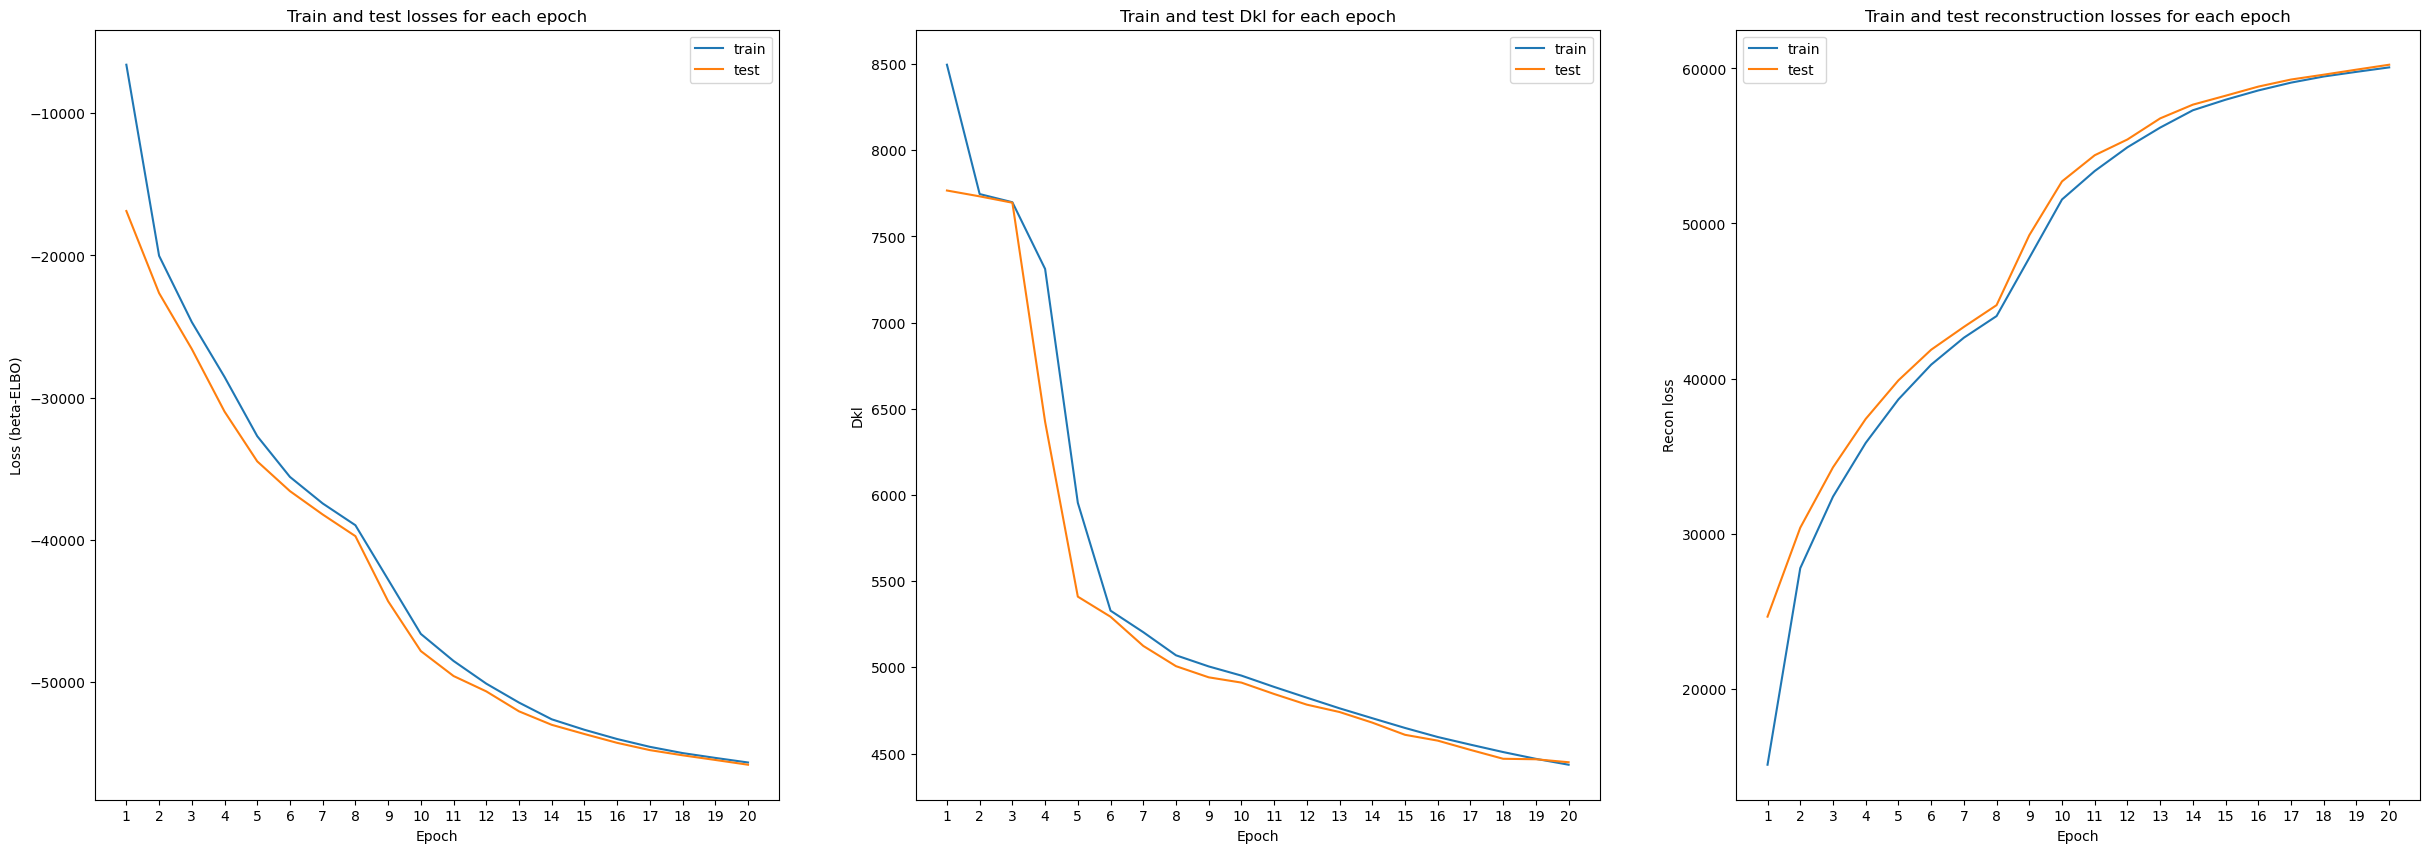 Train and test losses for each epoch
train
test
−10000
−20000
−30000
−40000
−50000
Loss (beta-ELBO)
1 2 3 4 5 6 7 8 9 10 11 12 13 14 15 16 17 18 19 20
Epoch
Train and test Dkl for each epoch
train
test
8500
8000
7500
7000
6500
6000
5500
5000
4500
Dkl
1 2 3 4 5 6 7 8 9 10 11 12 13 14 15 16 17 18 19 20
Epoch
Train and test reconstruction losses for each epoch
train
test
60000
50000
40000
30000
20000
Recon loss
1 2 3 4 5 6 7 8 9 10 11 12 13 14 15 16 17 18 19 20
Epoch